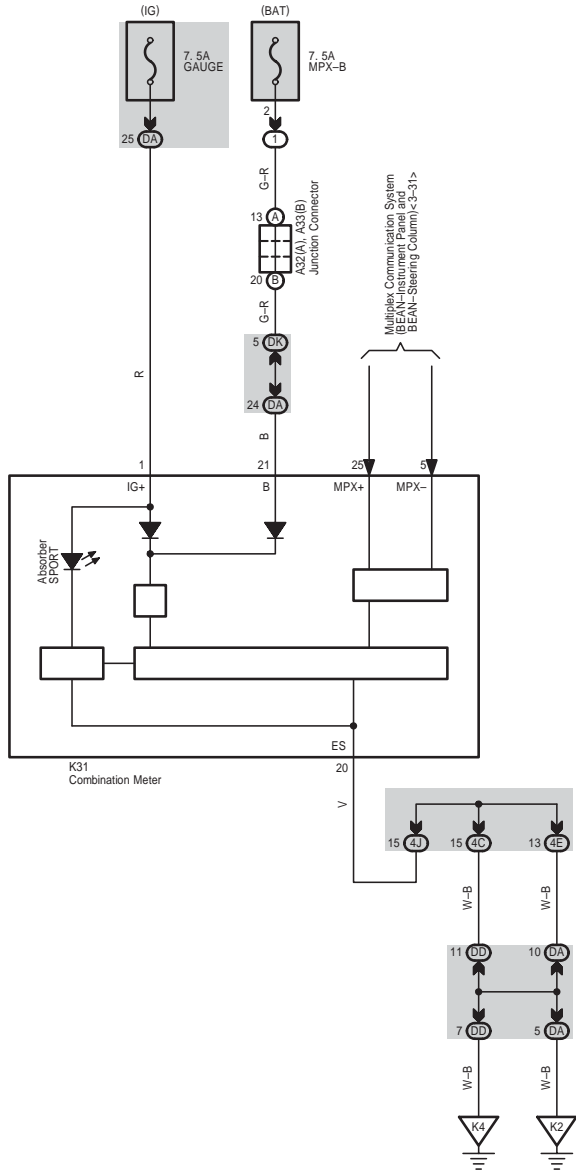 (IG)
(BAT)
7. 5A
GAUGE
7. 5A
MPX–B
2
25 DA
1
G–R
13 A
A32(A), A33(B)
Junction Connector
20 B
G–R
Multiplex Communication System
(BEAN–Instrument Panel and
BEAN–Steering Column)<3–31>
5 DK
R
24 DA
B
1
21
25
5
IG+
B
MPX+
MPX–
Absorber
SPORT
ES
K31
Combination Meter
20
V
15 4J
15 4C
13 4E
W–B
W–B
11 DD
10 DA
7 DD
5 DA
W–B
W–B
K4
K2